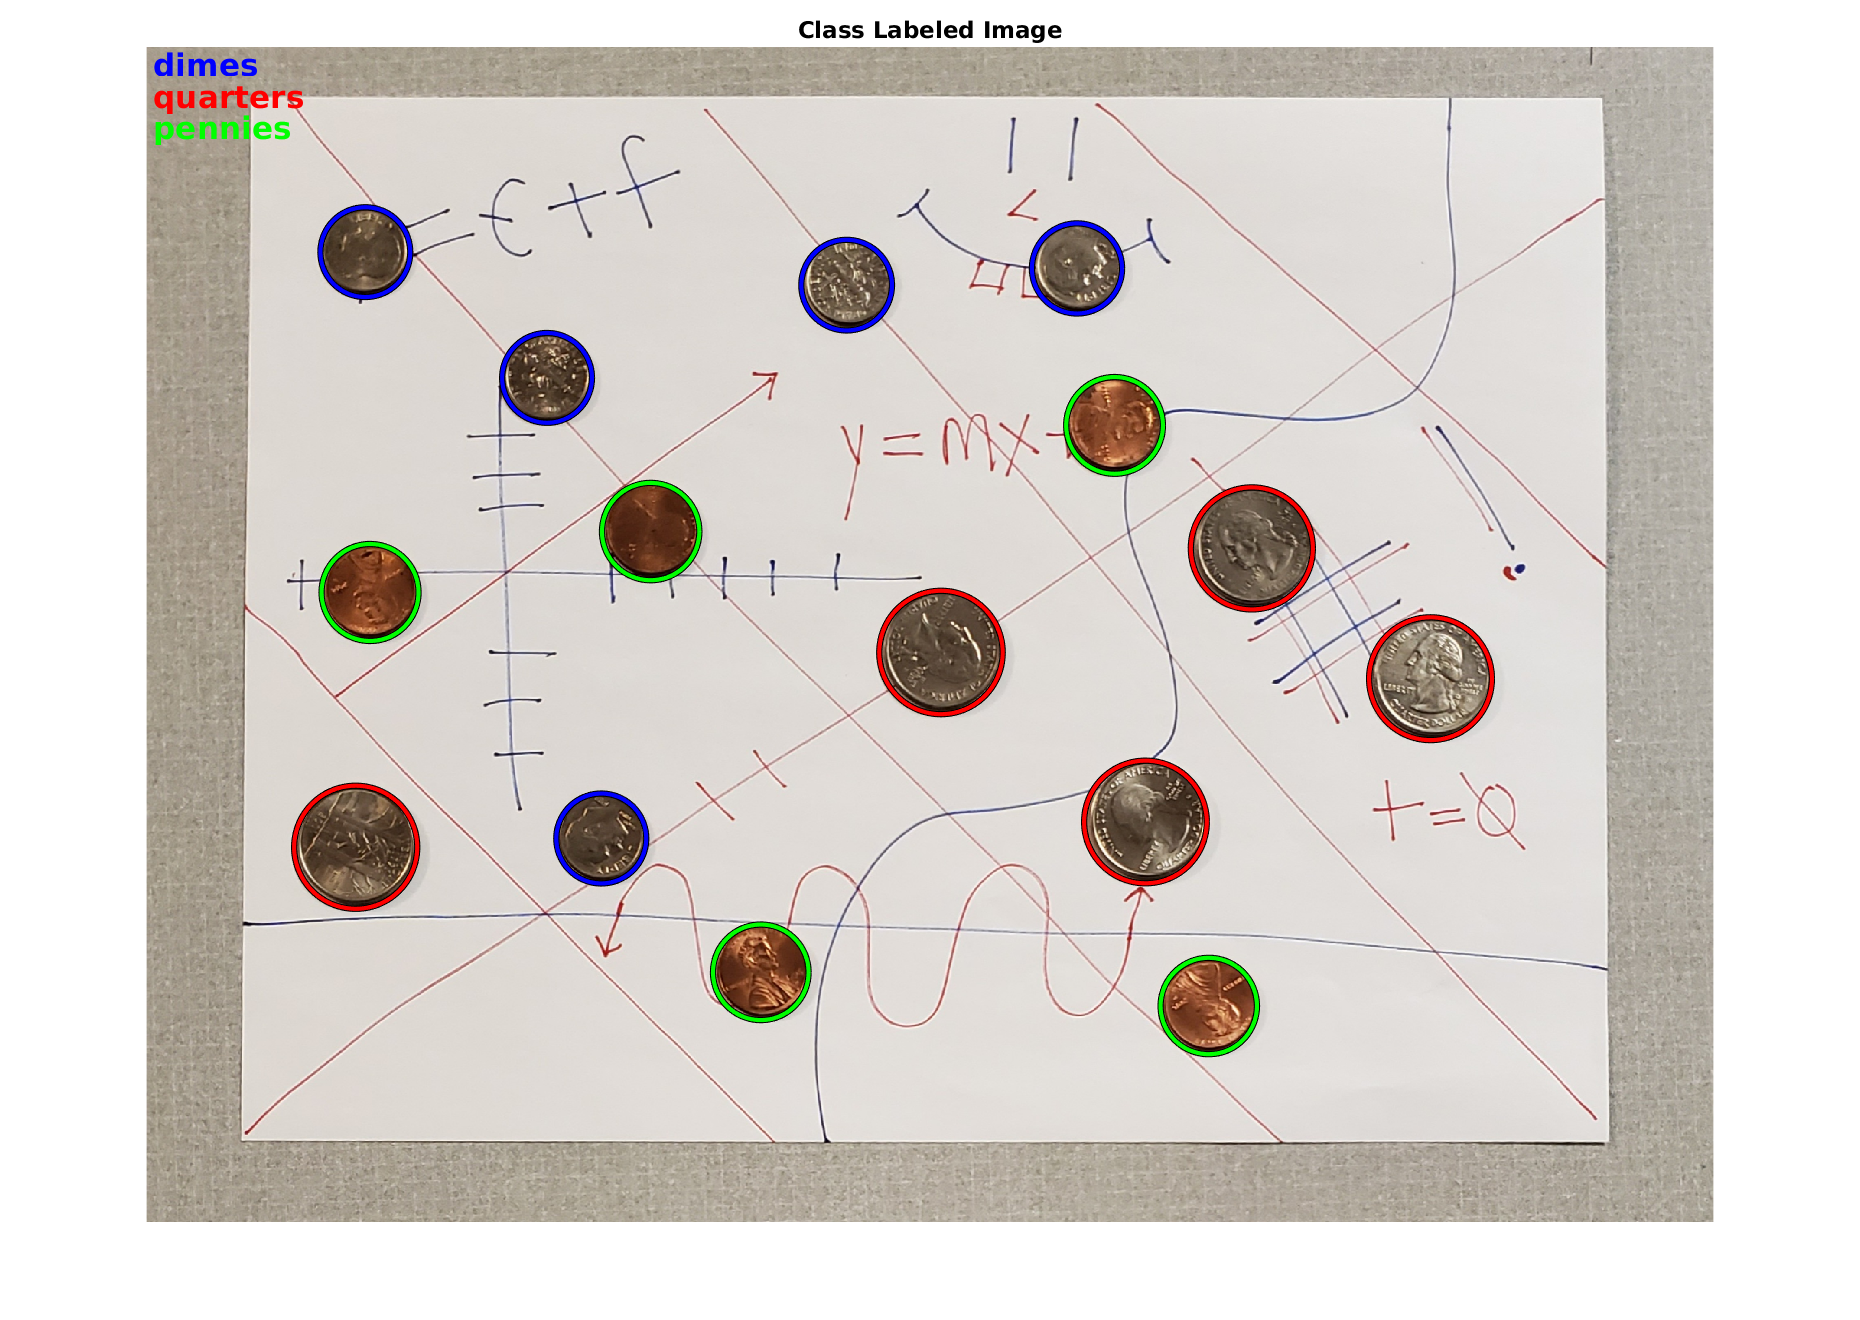 Class Labeled Image
dimes
quarters
pennies
= ε + f
y = mx +
t = 0